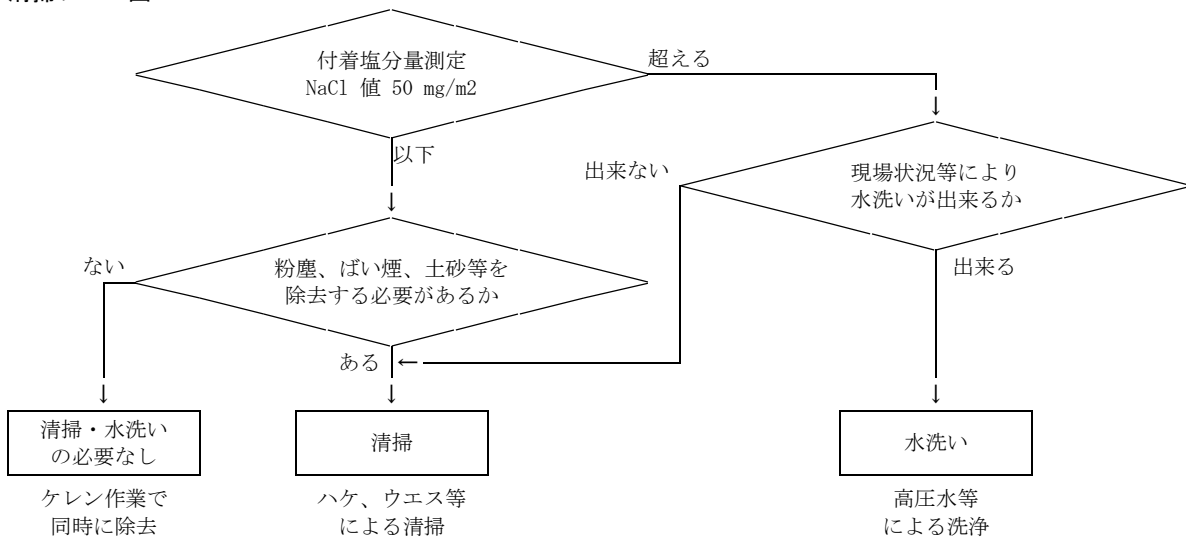 付着塩分量測定
NaCl 値 50 mg/m2
超える
↓
以下
出来ない
現場状況等により
水洗いが出来るか
↓
ない
粉塵、ばい煙、土砂等を
除去する必要があるか
出来る
ある ←
↓ ↓ ↓
清掃・水洗い
の必要なし
清掃
水洗い
ケレン作業で
同時に除去
ハケ、ウエス等
による清掃
高圧水等
による洗浄